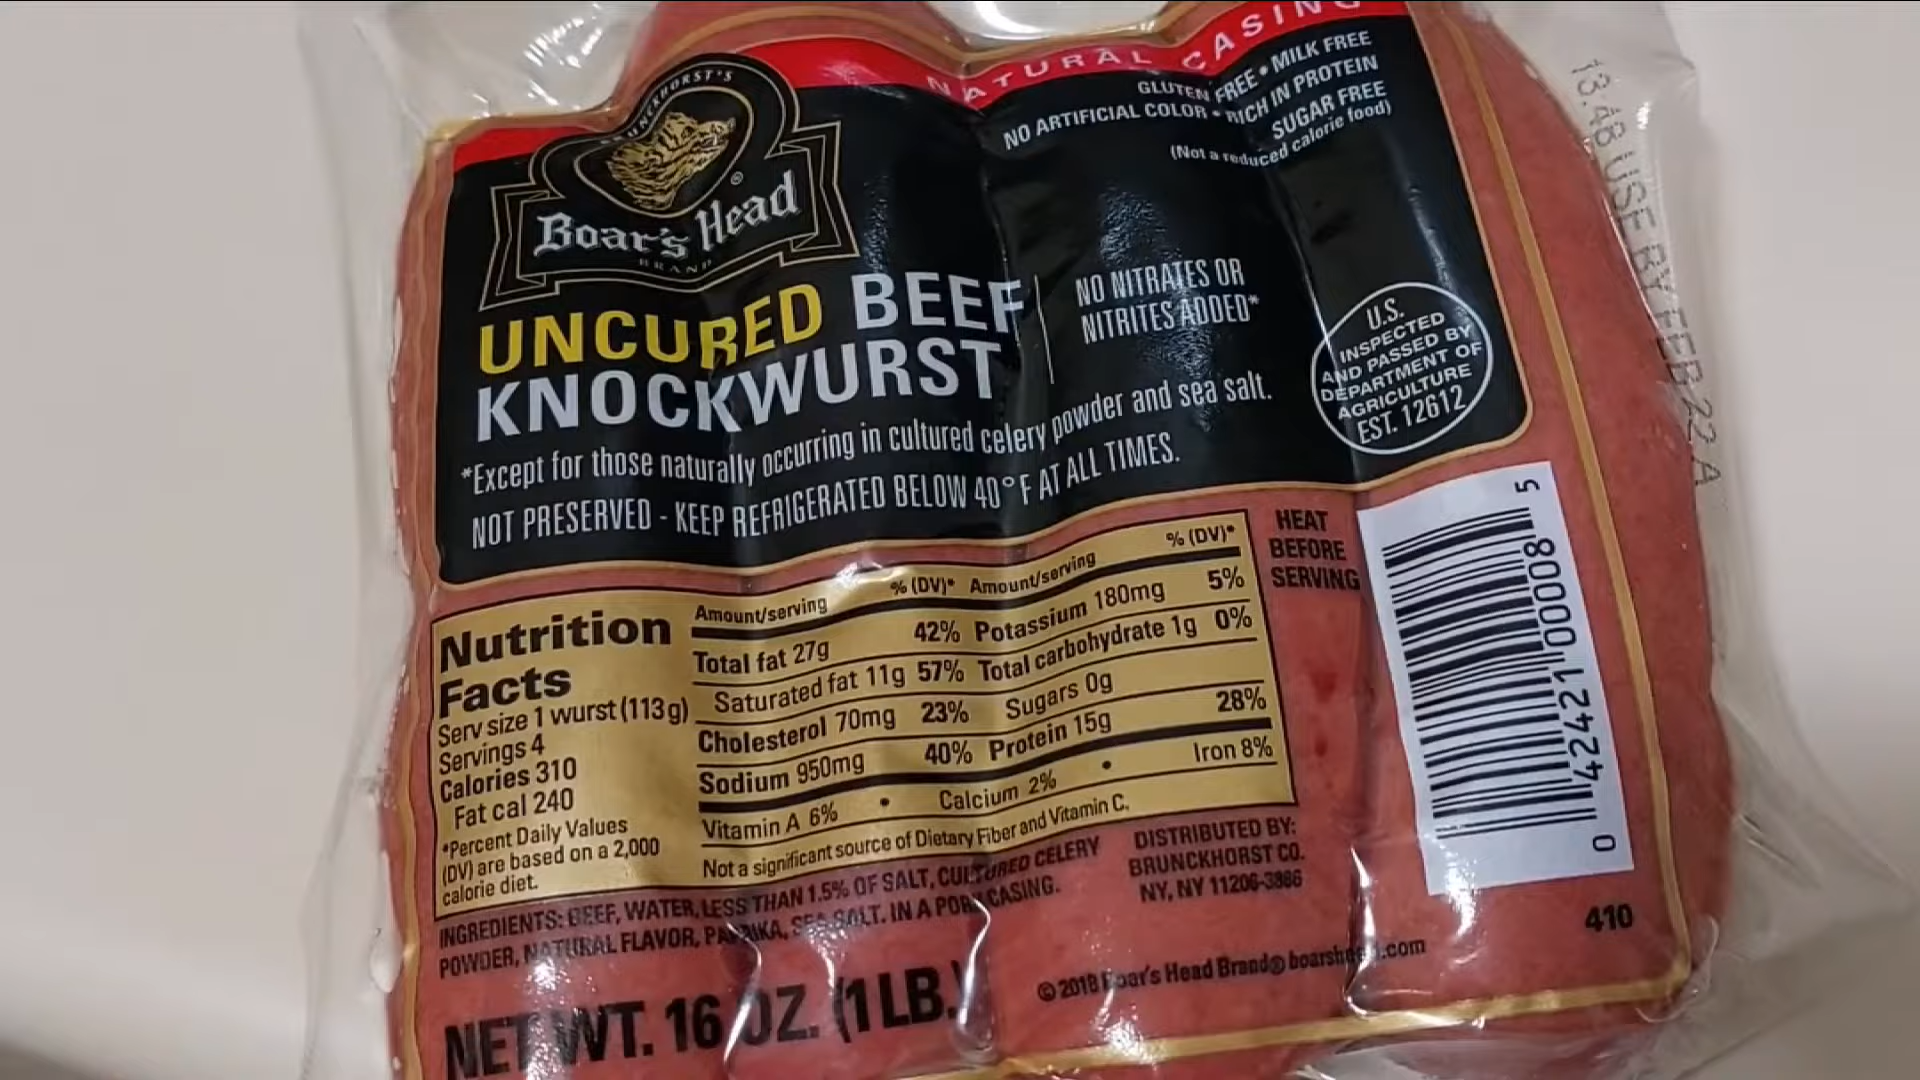 NATURAL CASING
GLUTEN FREE • MILK FREE
NO ARTIFICIAL COLOR • RICH IN PROTEIN
SUGAR FREE
(Not a reduced calorie food)
BRUNCKHORST'S
Boar's Head®
BRAND
UNCURED BEEF
KNOCKWURST
NO NITRATES OR
NITRITES ADDED*
*Except for those naturally occurring in cultured celery powder and sea salt.
NOT PRESERVED - KEEP REFRIGERATED BELOW 40°F AT ALL TIMES.
U.S.
INSPECTED
AND PASSED BY
DEPARTMENT OF
AGRICULTURE
EST. 12612
13:48 USE BY FEB 22 A
HEAT
BEFORE
SERVING
Nutrition
Facts
Serv size 1 wurst (113g)
Servings 4
Calories 310
Fat cal 240
*Percent Daily Values
(DV) are based on a 2,000
calorie diet.
Amount/serving % (DV)* Amount/serving % (DV)*
Total fat 27g 42% Potassium 180mg 5%
Saturated fat 11g 57% Total carbohydrate 1g 0%
Cholesterol 70mg 23% Sugars 0g
Sodium 950mg 40% Protein 15g 28%
Vitamin A 6% • Calcium 2% • Iron 8%
Not a significant source of Dietary Fiber and Vitamin C.
INGREDIENTS: BEEF, WATER, LESS THAN 1.5% OF SALT, CULTURED CELERY
POWDER, NATURAL FLAVOR, PAPRIKA, SEA SALT. IN A PORK CASING.
DISTRIBUTED BY:
BRUNCKHORST CO.
NY, NY 11206-3866
0 42421 00008 5
410
NET WT. 16 OZ. (1 LB.)
©2018 Boar's Head Brand® boarshead.com